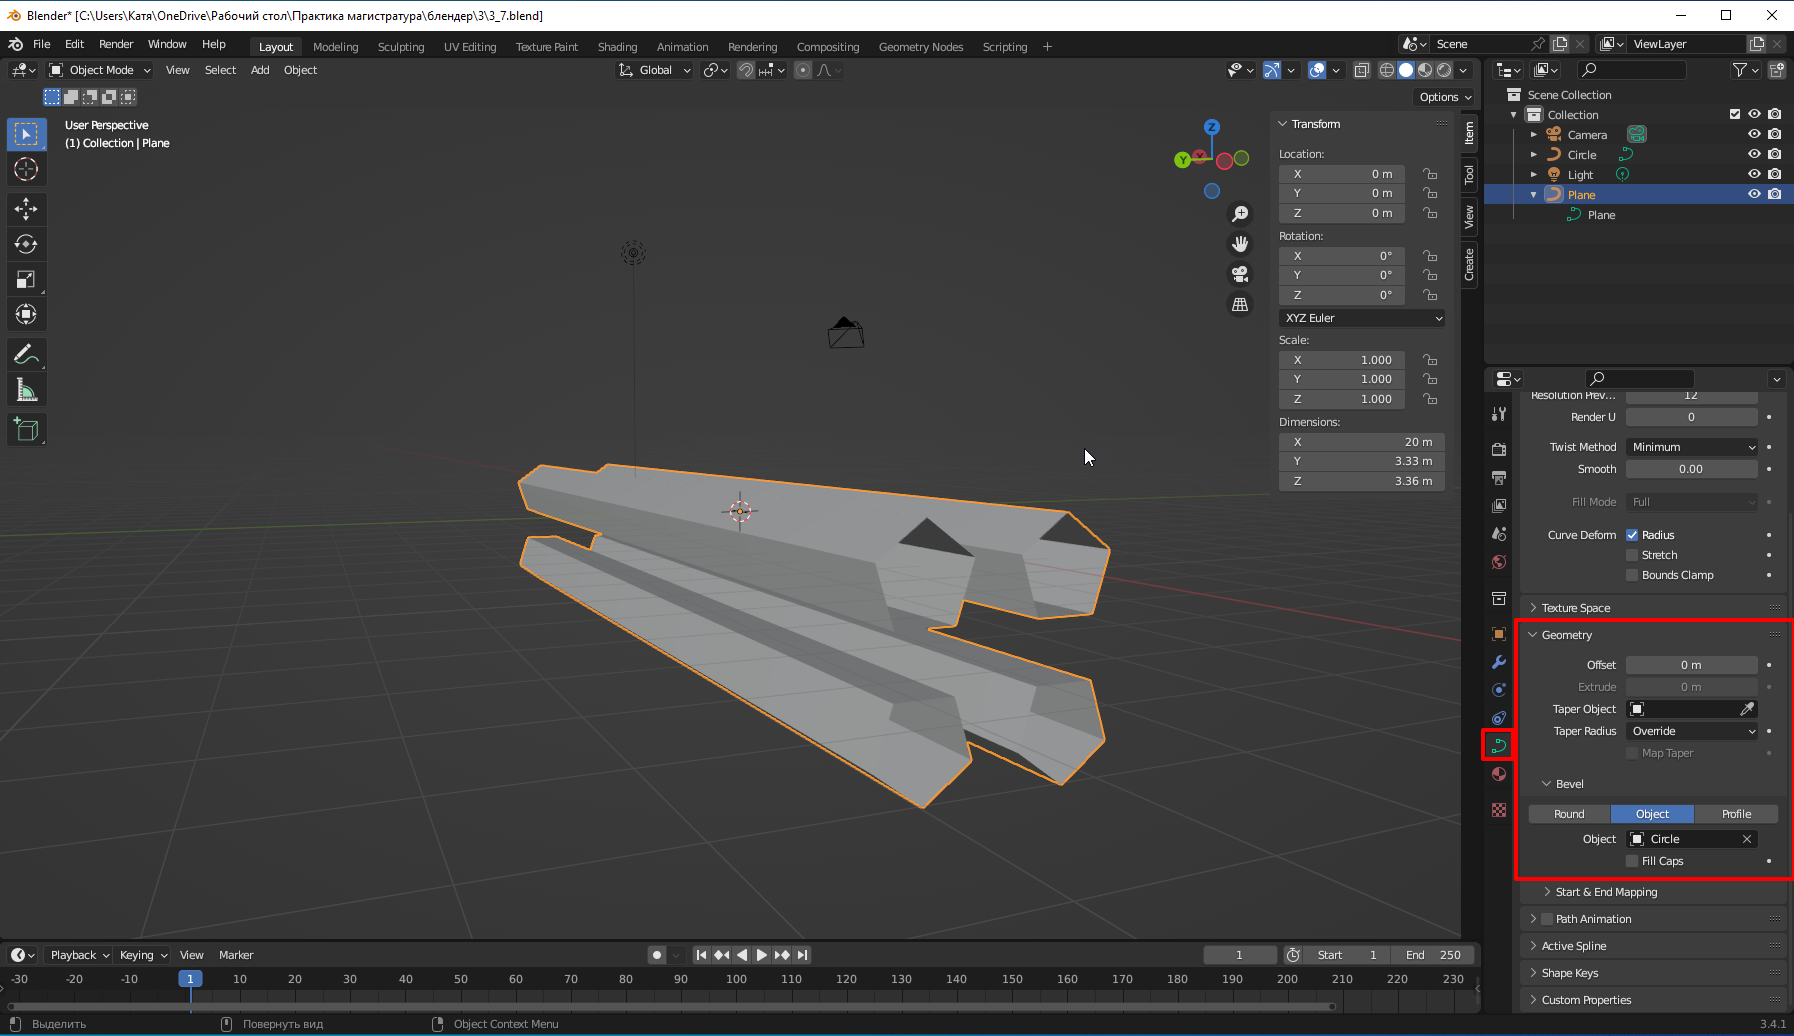 Blender* [C:\Users\Катя\OneDrive\Рабочий стол\Практика магистратура\блендер\3\3_7.blend]
File Edit Render Window Help Layout Modeling Sculpting UV Editing Texture Paint Shading Animation Rendering Compositing Geometry Nodes Scripting + Scene ViewLayer
Object Mode View Select Add Object Global
Options
User Perspective
(1) Collection | Plane
Z
Y
X
Transform
Location:
X 0 m
Y 0 m
Z 0 m
Rotation:
X 0°
Y 0°
Z 0°
XYZ Euler
Scale:
X 1.000
Y 1.000
Z 1.000
Dimensions:
X 20 m
Y 3.33 m
Z 3.36 m
Item
Tool
View
Create
Scene Collection
Collection
Camera
Circle
Light
Plane
Plane
Resolution Prev... 12
Render U 0
Twist Method Minimum
Smooth 0.00
Fill Mode Full
Curve Deform Radius
Stretch
Bounds Clamp
Texture Space
Geometry
Offset 0 m
Extrude 0 m
Taper Object
Taper Radius Override
Map Taper
Bevel
Round Object Profile
Object Circle
Fill Caps
Start & End Mapping
Path Animation
Active Spline
Shape Keys
Custom Properties
Playback Keying View Marker 1 Start 1 End 250
-30 -20 -10 1 10 20 30 40 50 60 70 80 90 100 110 120 130 140 150 160 170 180 190 200 210 220 230
Выделить Повернуть вид Object Context Menu 3.4.1